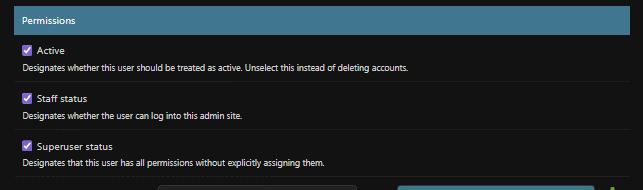 Permissions
Active
Designates whether this user should be treated as active. Unselect this instead of deleting accounts.
Staff status
Designates whether the user can log into this admin site.
Superuser status
Designates that this user has all permissions without explicitly assigning them.